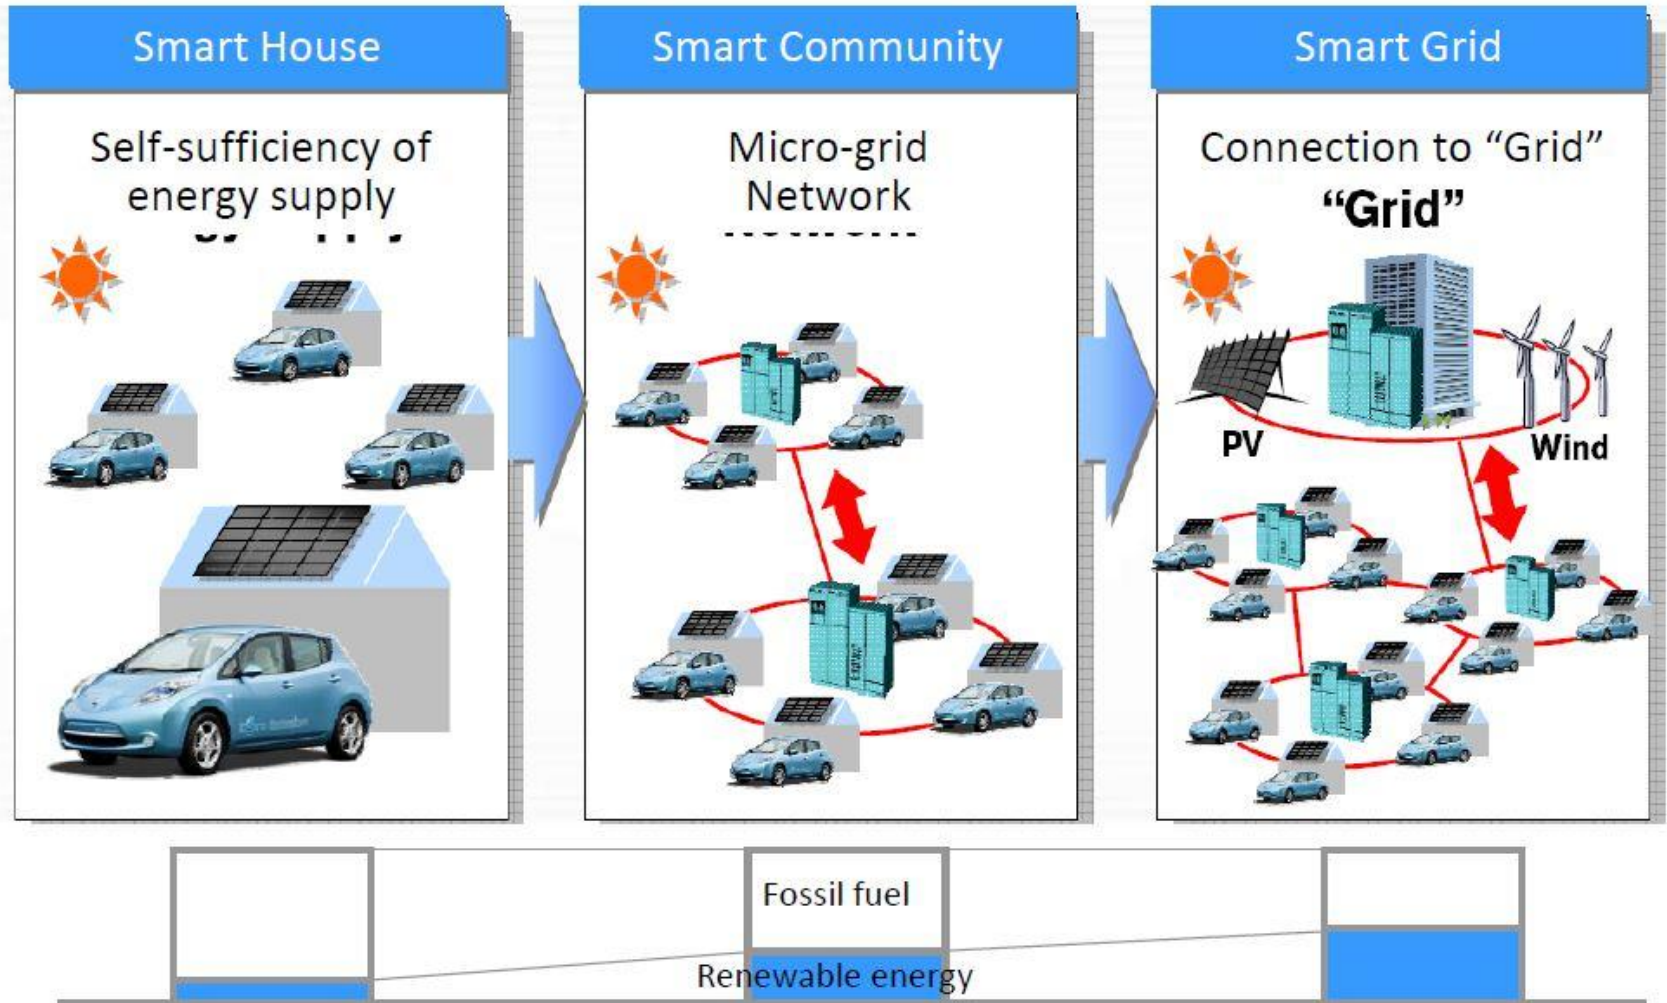 Smart House
Smart Community
Smart Grid
Self-sufficiency of
energy supply
Micro-grid
Network
Connection to “Grid”
“Grid”
PV
Wind
Fossil fuel
Renewable energy